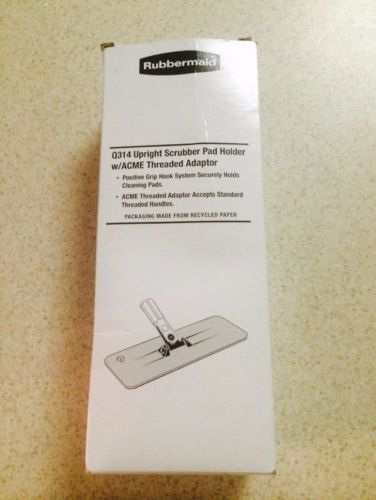 Rubbermaid
Q314 Upright Scrubber Pad Holder
w/ACME Threaded Adaptor
• Positive Grip Hook System Securely Holds
Cleaning Pads.
• ACME Threaded Adaptor Accepts Standard
Threaded Handles.
PACKAGING MADE FROM RECYCLED PAPER